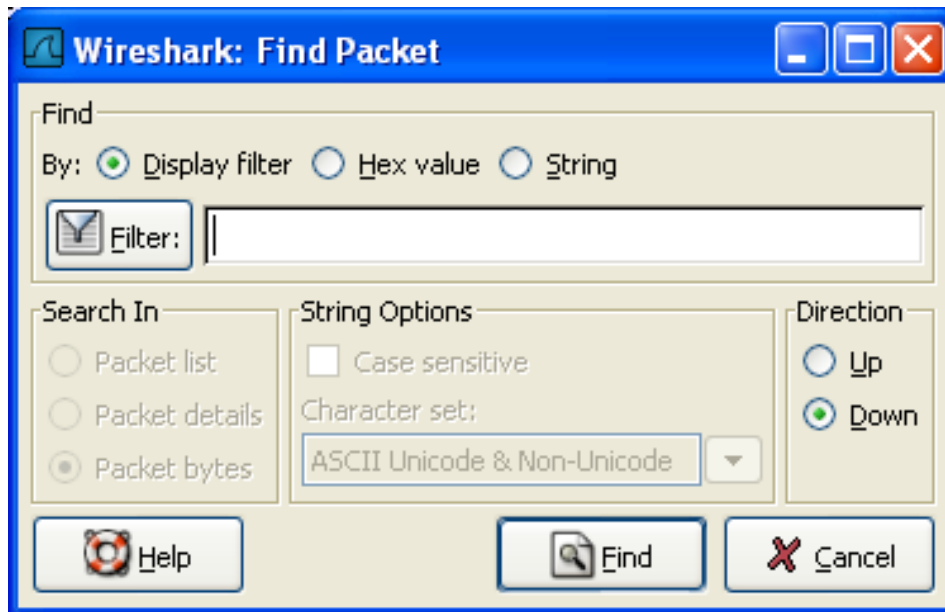 Wireshark: Find Packet
Find
By: Display filter Hex value String
Filter:
Search In
Packet list
Packet details
Packet bytes
String Options
Case sensitive
Character set:
ASCII Unicode & Non-Unicode
Direction
Up
Down
Help Find Cancel